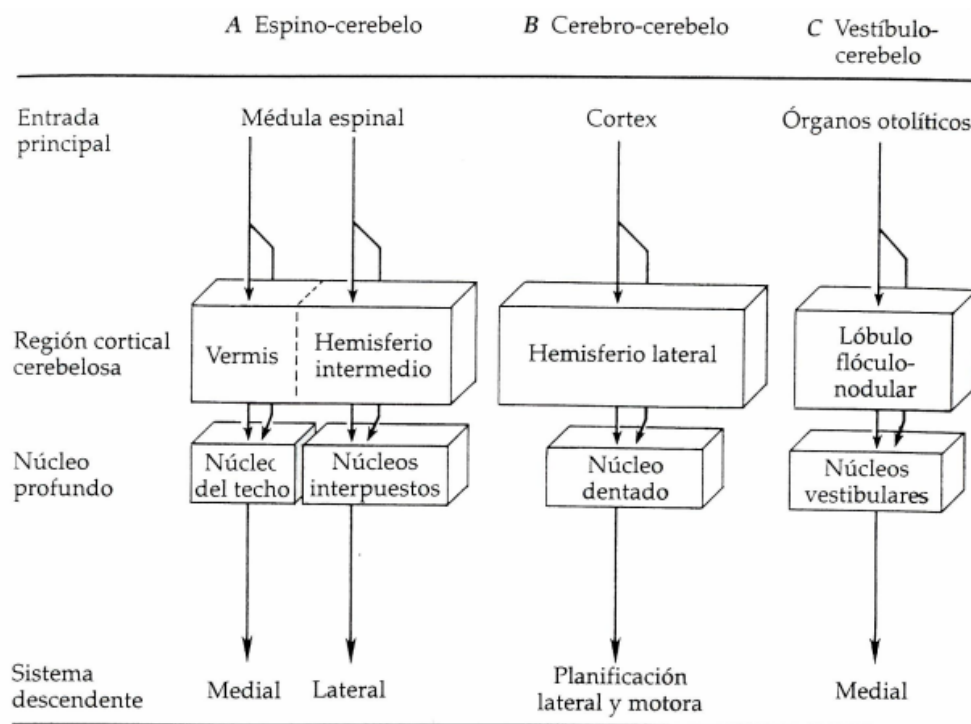 A Espino-cerebelo
B Cerebro-cerebelo
C Vestíbulo-
cerebelo
Entrada
principal
Médula espinal
Cortex
Órganos otolíticos
Región cortical
cerebelosa
Vermis
Hemisferio
intermedio
Hemisferio lateral
Lóbulo
flóculo-
nodular
Núcleo
profundo
Núcleo
del techo
Núcleos
interpuestos
Núcleo
dentado
Núcleos
vestibulares
Sistema
descendente
Medial
Lateral
Planificación
lateral y motora
Medial